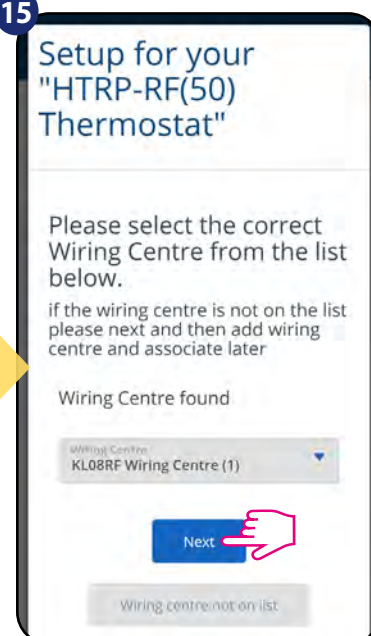 15
Setup for your
"HTRP-RF(50)
Thermostat"
Please select the correct
Wiring Centre from the list
below.
if the wiring centre is not on the list
please next and then add wiring
centre and associate later
Wiring Centre found
Wiring Centre
KL08RF Wiring Centre (1)
Next
Wiring centre not on list